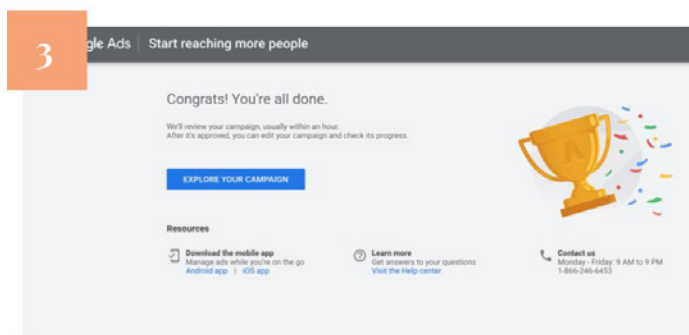 3
gle Ads Start reaching more people
Congrats! You're all done.
We'll review your campaign, usually within an hour.
After it's approved, you can edit your campaign and check its progress.
EXPLORE YOUR CAMPAIGN
Resources
Download the mobile app
Manage ads while you're on the go
Android app | iOS app
Learn more
Get answers to your questions
Visit the Help center
Contact us
Monday - Friday: 9 AM to 9 PM
1-866-246-6453